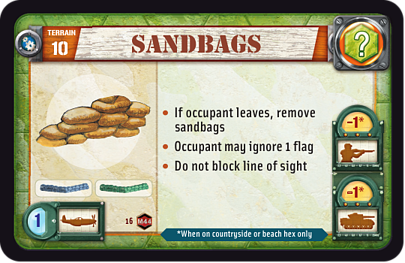 TERRAIN
10
SANDBAGS
?
• If occupant leaves, remove
sandbags
• Occupant may ignore 1 flag
• Do not block line of sight
-1*
-1*
1
16 M44
*When on countryside or beach hex only